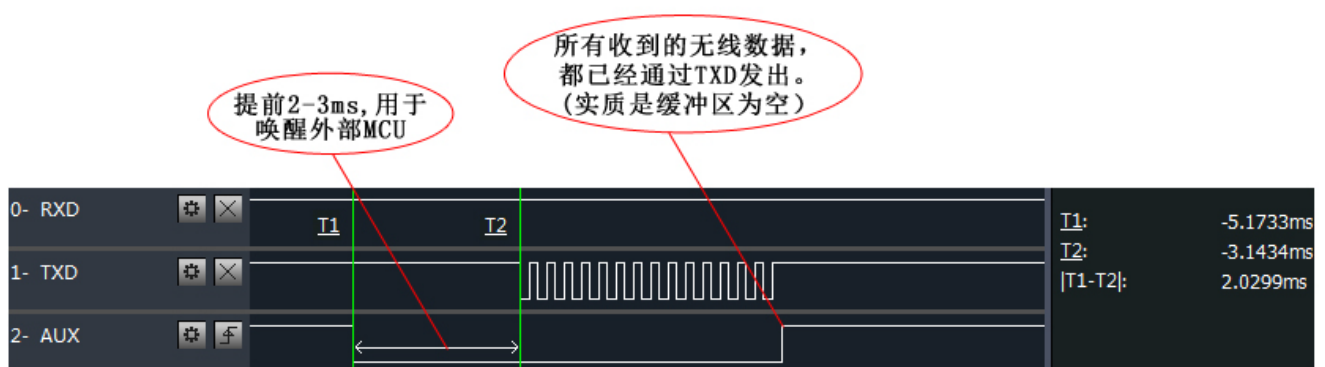 所有收到的无线数据，
都已经通过TXD发出。
(实质是缓冲区为空）
提前2-3ms,用于
唤醒外部MCU
0- RXD
T1
T2
1- TXD
2- AUX
T1: -5.1733ms
T2: -3.1434ms
|T1-T2|: 2.0299ms